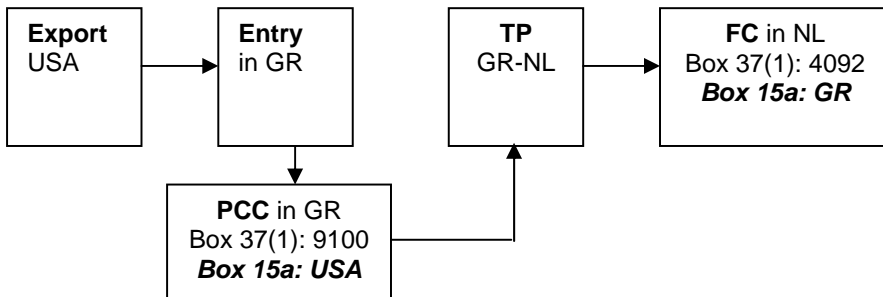 Export
USA
Entry
in GR
PCC in GR
Box 37(1): 9100
Box 15a: USA
TP
GR-NL
FC in NL
Box 37(1): 4092
Box 15a: GR